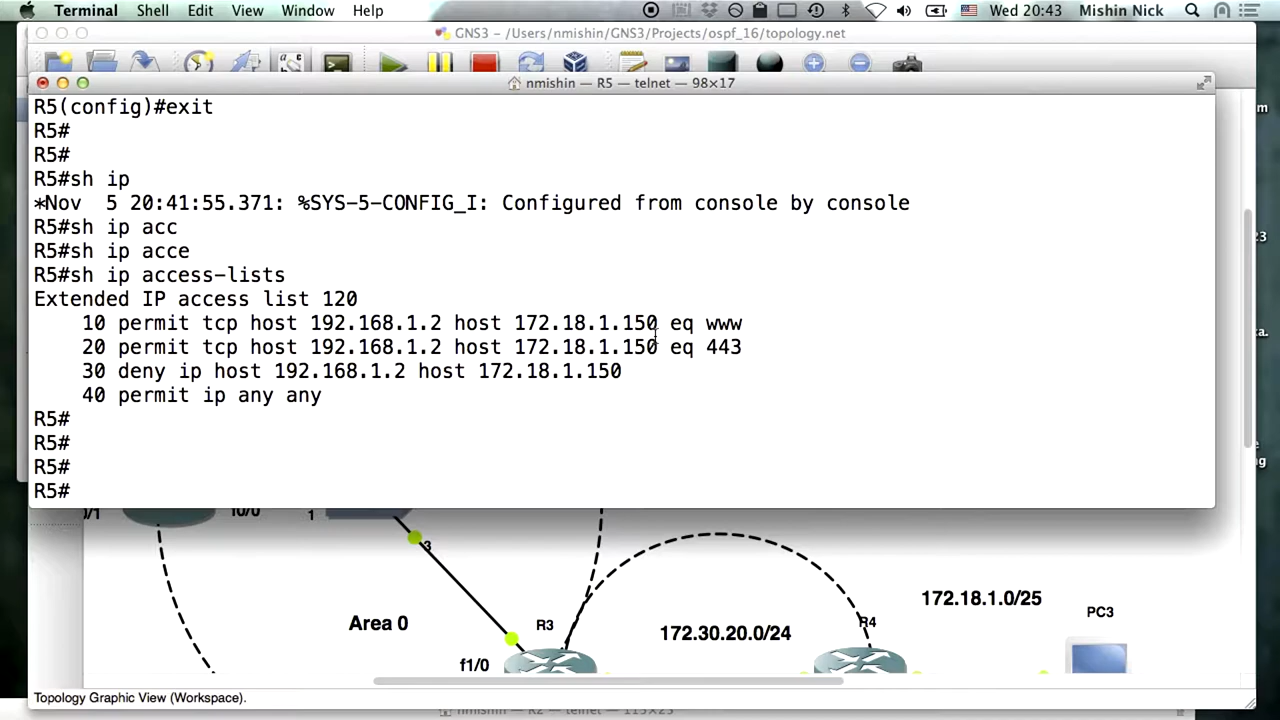 Terminal Shell Edit View Window Help Wed 20:43 Mishin Nick
GNS3 – /Users/nmishin/GNS3/Projects/ospf_16/topology.net
nmishin — R5 — telnet — 98×17
R5(config)#exit
R5#
R5#
R5#sh ip
*Nov  5 20:41:55.371: %SYS-5-CONFIG_I: Configured from console by console
R5#sh ip acc
R5#sh ip acce
R5#sh ip access-lists
Extended IP access list 120
    10 permit tcp host 192.168.1.2 host 172.18.1.150 eq www
    20 permit tcp host 192.168.1.2 host 172.18.1.150 eq 443
    30 deny ip host 192.168.1.2 host 172.18.1.150
    40 permit ip any any
R5#
R5#
R5#
R5#
1
3
172.18.1.0/25
PC3
Area 0
R3
172.30.20.0/24
R4
f1/0
Topology Graphic View (Workspace).
nmishin — R2 — telnet — 115×25